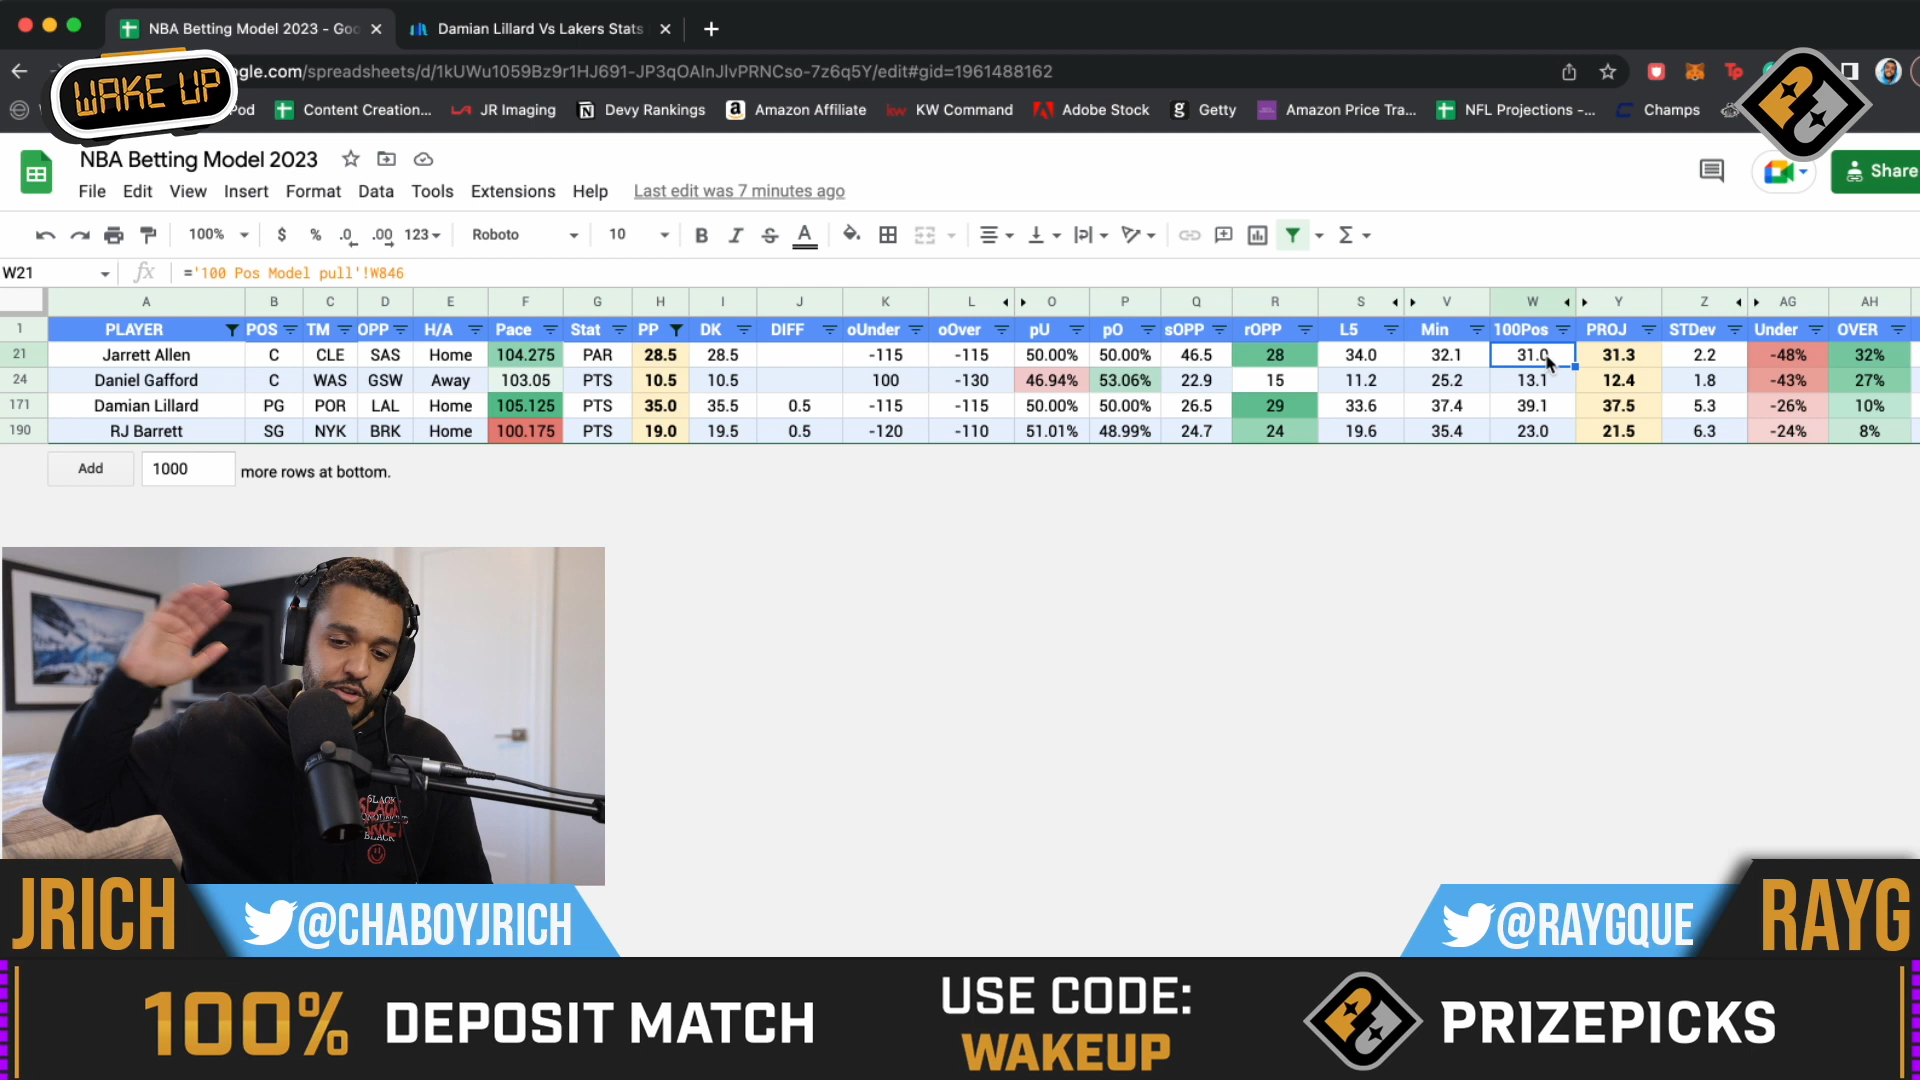 NBA Betting Model 2023 - Goo
Damian Lillard Vs Lakers Stats
WAKE UP
ogle.com/spreadsheets/d/1kUWu1059Bz9r1HJ691-JP3qOAInJlvPRNCso-7z6q5Y/edit#gid=1961488162
Pod Content Creation... JR Imaging Devy Rankings Amazon Affiliate KW Command Adobe Stock Getty Amazon Price Tra... NFL Projections -... Champs
NBA Betting Model 2023
File Edit View Insert Format Data Tools Extensions Help Last edit was 7 minutes ago
Share
100% $ % .0 .00 123 Roboto 10 B I S A
W21 fx ='100 Pos Model pull'!W846
A B C D E F G H I J K L O P Q R S V W Y Z AG AH
1 PLAYER POS TM OPP H/A Pace Stat PP DK DIFF oUnder oOver pU pO sOPP rOPP L5 Min 100Pos PROJ STDev Under OVER
21 Jarrett Allen C CLE SAS Home 104.275 PAR 28.5 28.5 -115 -115 50.00% 50.00% 46.5 28 34.0 32.1 31.0 31.3 2.2 -48% 32%
24 Daniel Gafford C WAS GSW Away 103.05 PTS 10.5 10.5 100 -130 46.94% 53.06% 22.9 15 11.2 25.2 13.1 12.4 1.8 -43% 27%
171 Damian Lillard PG POR LAL Home 105.125 PTS 35.0 35.5 0.5 -115 -115 50.00% 50.00% 26.5 29 33.6 37.4 39.1 37.5 5.3 -26% 10%
190 RJ Barrett SG NYK BRK Home 100.175 PTS 19.0 19.5 0.5 -120 -110 51.01% 48.99% 24.7 24 19.6 35.4 23.0 21.5 6.3 -24% 8%
Add 1000 more rows at bottom.
JRICH @CHABOYJRICH
@RAYGQUE RAYG
100% DEPOSIT MATCH
USE CODE:
WAKEUP
PRIZEPICKS